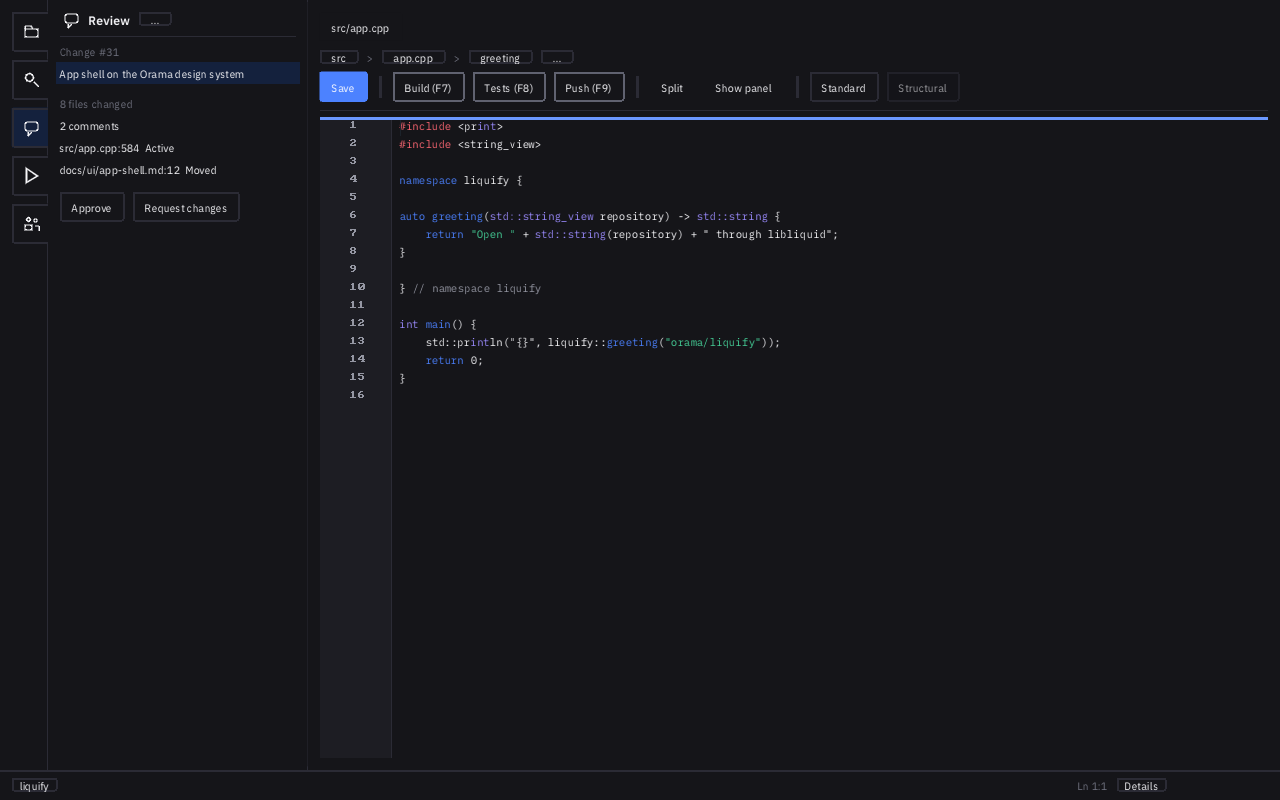 Review ...
Change #31
App shell on the Orama design system
8 files changed
2 comments
src/app.cpp:584 Active
docs/ui/app-shell.md:12 Moved
Approve Request changes
src/app.cpp
src > app.cpp > greeting ...
Save Build (F7) Tests (F8) Push (F9) Split Show panel Standard Structural
1 #include <print>
2 #include <string_view>
3
4 namespace liquify {
5
6 auto greeting(std::string_view repository) -> std::string {
7     return "Open " + std::string(repository) + " through libliquid";
8 }
9
10 } // namespace liquify
11
12 int main() {
13     std::println("{}", liquify::greeting("orama/liquify"));
14     return 0;
15 }
16
liquify Ln 1:1 Details